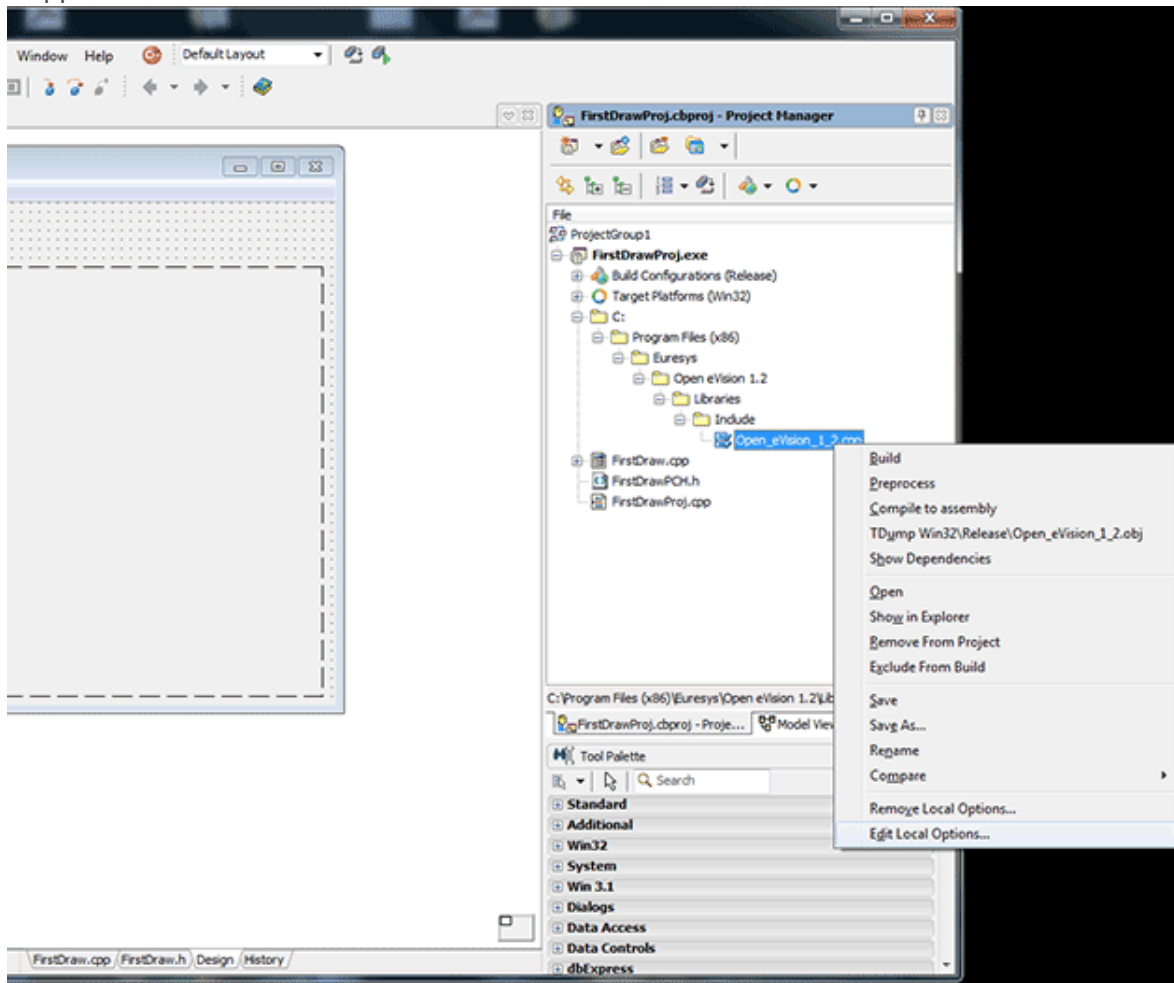 Window Help Default Layout
FirstDrawProj.cbproj - Project Manager
File
ProjectGroup1
FirstDrawProj.exe
Build Configurations (Release)
Target Platforms (Win32)
C:
Program Files (x86)
Euresys
Open eVision 1.2
Libraries
Include
Open_eVision_1_2.cpp
FirstDraw.cpp
FirstDrawPCH.h
FirstDrawProj.cpp
Build
Preprocess
Compile to assembly
TDump Win32\Release\Open_eVision_1_2.obj
Show Dependencies
Open
Show in Explorer
Remove From Project
Exclude From Build
Save
Save As...
Rename
Compare
Remove Local Options...
Edit Local Options...
C:\Program Files (x86)\Euresys\Open eVision 1.2\Lib
FirstDrawProj.cbproj - Proje... Model View
Tool Palette
Search
Standard
Additional
Win32
System
Win 3.1
Dialogs
Data Access
Data Controls
dbExpress
FirstDraw.cpp FirstDraw.h Design History